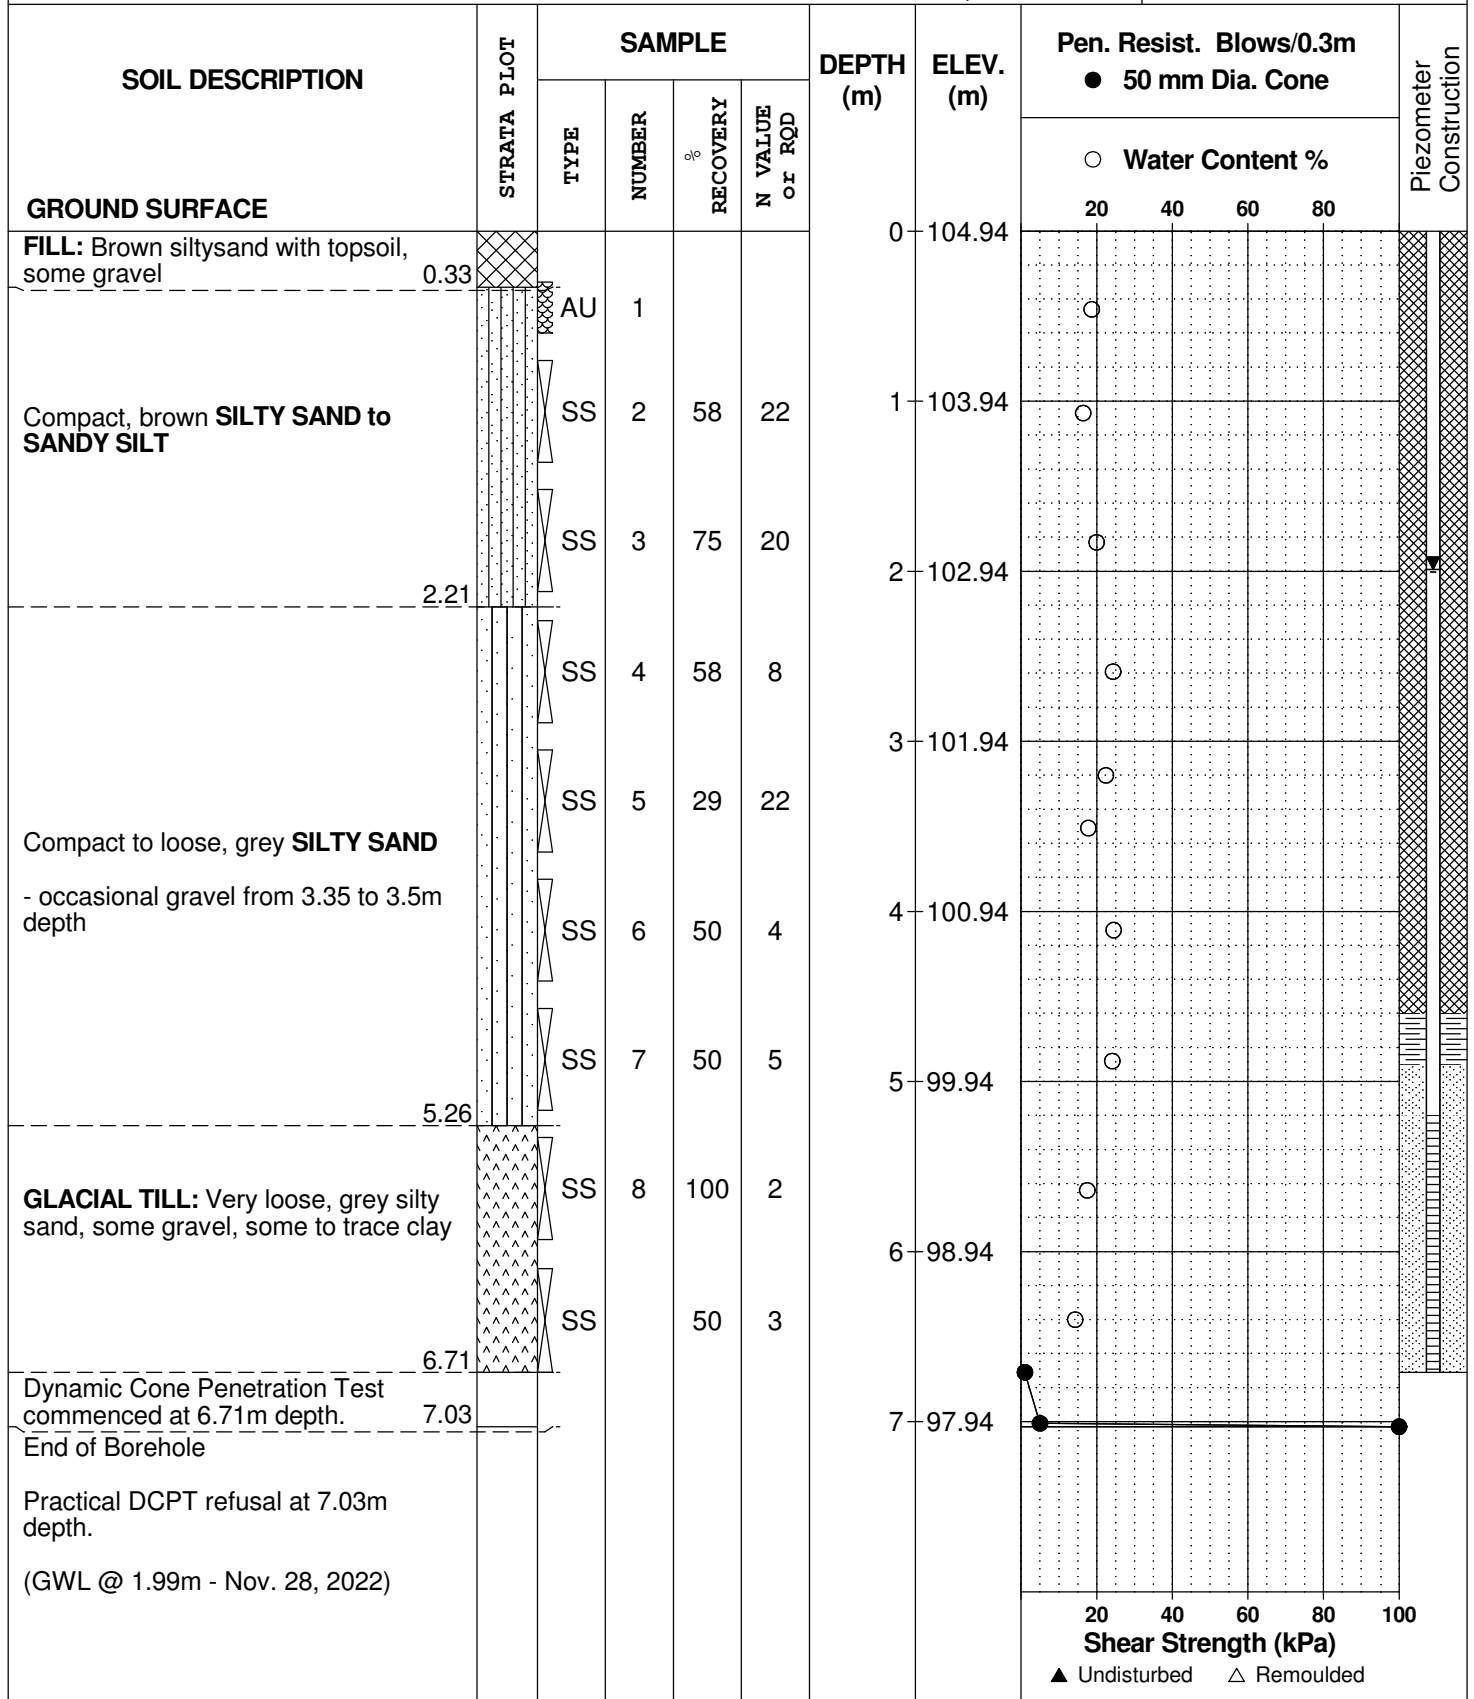 SOIL DESCRIPTION
GROUND SURFACE
STRATA PLOT
SAMPLE
TYPE
NUMBER
%
RECOVERY
N VALUE
or RQD
DEPTH
(m)
ELEV.
(m)
Pen. Resist. Blows/0.3m
● 50 mm Dia. Cone
○ Water Content %
20 40 60 80
Piezometer
Construction
FILL: Brown siltysand with topsoil,
some gravel 0.33
0 104.94
AU 1
Compact, brown SILTY SAND to
SANDY SILT
SS 2 58 22
1 103.94
SS 3 75 20
2 102.94
2.21
SS 4 58 8
3 101.94
SS 5 29 22
Compact to loose, grey SILTY SAND
- occasional gravel from 3.35 to 3.5m
depth
4 100.94
SS 6 50 4
SS 7 50 5
5 99.94
5.26
GLACIAL TILL: Very loose, grey silty
sand, some gravel, some to trace clay
SS 8 100 2
6 98.94
SS 50 3
6.71
Dynamic Cone Penetration Test
commenced at 6.71m depth. 7.03
7 97.94
End of Borehole
Practical DCPT refusal at 7.03m
depth.
(GWL @ 1.99m - Nov. 28, 2022)
20 40 60 80 100
Shear Strength (kPa)
▲ Undisturbed △ Remoulded